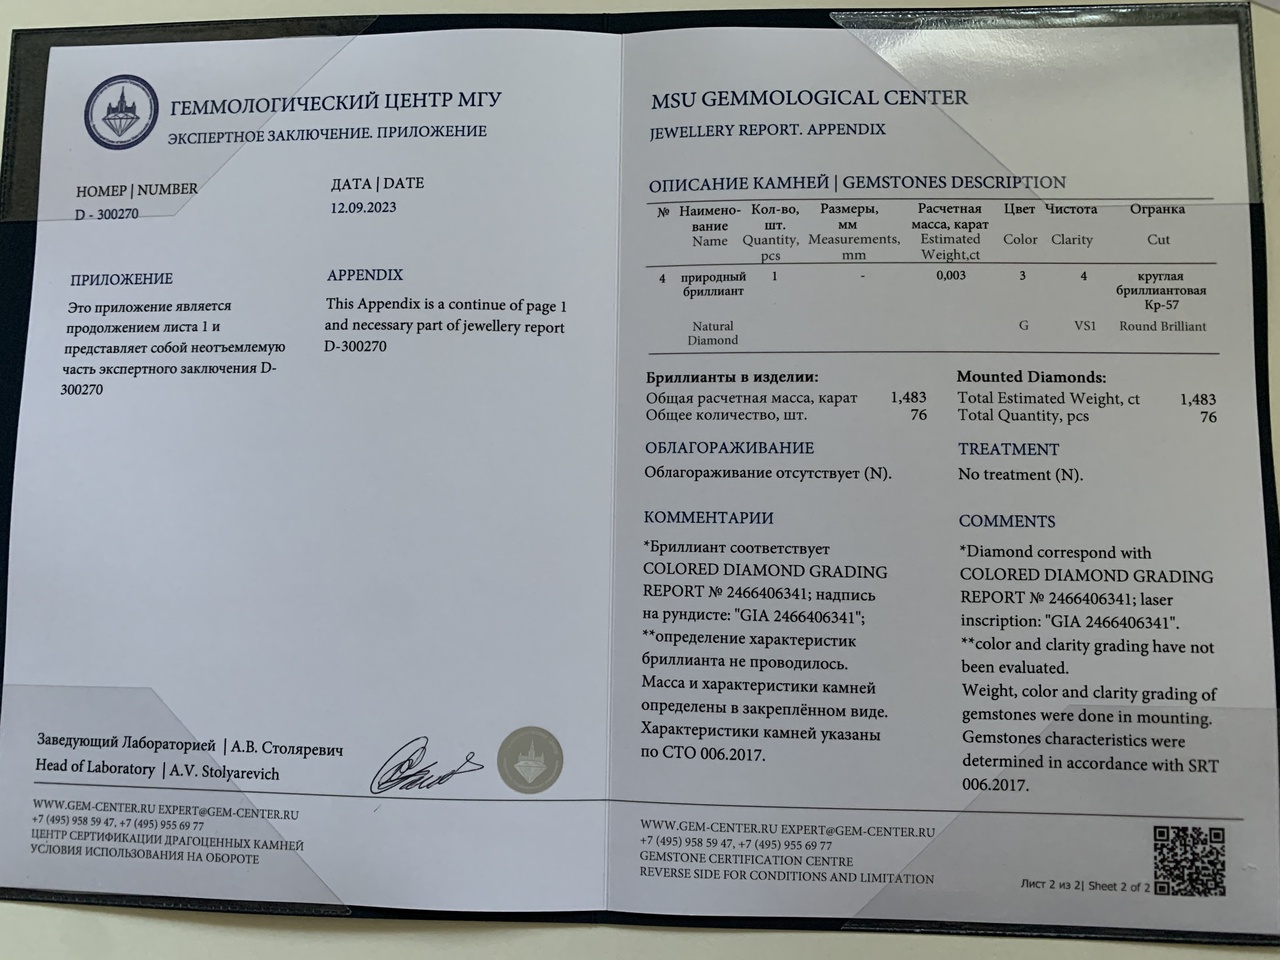 ГЕММОЛОГИЧЕСКИЙ ЦЕНТР МГУ
ЭКСПЕРТНОЕ ЗАКЛЮЧЕНИЕ. ПРИЛОЖЕНИЕ
НОМЕР | NUMBER
D - 300270
ДАТА | DATE
12.09.2023
ПРИЛОЖЕНИЕ
Это приложение является
продолжением листа 1 и
представляет собой неотъемлемую
часть экспертного заключения D-
300270
APPENDIX
This Appendix is a continue of page 1
and necessary part of jewellery report
D-300270
Заведующий Лабораторией | А.В. Столяревич
Head of Laboratory | A.V. Stolyarevich
WWW.GEM-CENTER.RU EXPERT@GEM-CENTER.RU
+7 (495) 958 59 47, +7 (495) 955 69 77
ЦЕНТР СЕРТИФИКАЦИИ ДРАГОЦЕННЫХ КАМНЕЙ
УСЛОВИЯ ИСПОЛЬЗОВАНИЯ НА ОБОРОТЕ
MSU GEMMOLOGICAL CENTER
JEWELLERY REPORT. APPENDIX
ОПИСАНИЕ КАМНЕЙ | GEMSTONES DESCRIPTION
№ Наимено- Кол-во, Размеры, Расчетная Цвет Чистота Огранка
вание шт. мм масса, карат
Name Quantity, Measurements, Estimated Color Clarity Cut
pcs mm Weight,ct
4 природный 1 - 0,003 3 4 круглая
бриллиант бриллиантовая
Кр-57
Natural G VS1 Round Brilliant
Diamond
Бриллианты в изделии:
Общая расчетная масса, карат 1,483
Общее количество, шт. 76
Mounted Diamonds:
Total Estimated Weight, ct 1,483
Total Quantity, pcs 76
ОБЛАГОРАЖИВАНИЕ
Облагораживание отсутствует (N).
TREATMENT
No treatment (N).
КОММЕНТАРИИ
*Бриллиант соответствует
COLORED DIAMOND GRADING
REPORT № 2466406341; надпись
на рундисте: "GIA 2466406341";
**определение характеристик
бриллианта не проводилось.
Масса и характеристики камней
определены в закреплённом виде.
Характеристики камней указаны
по СТО 006.2017.
COMMENTS
*Diamond correspond with
COLORED DIAMOND GRADING
REPORT № 2466406341; laser
inscription: "GIA 2466406341".
**color and clarity grading have not
been evaluated.
Weight, color and clarity grading of
gemstones were done in mounting.
Gemstones characteristics were
determined in accordance with SRT
006.2017.
WWW.GEM-CENTER.RU EXPERT@GEM-CENTER.RU
+7 (495) 958 59 47, +7 (495) 955 69 77
GEMSTONE CERTIFICATION CENTRE
REVERSE SIDE FOR CONDITIONS AND LIMITATION
Лист 2 из 2| Sheet 2 of 2